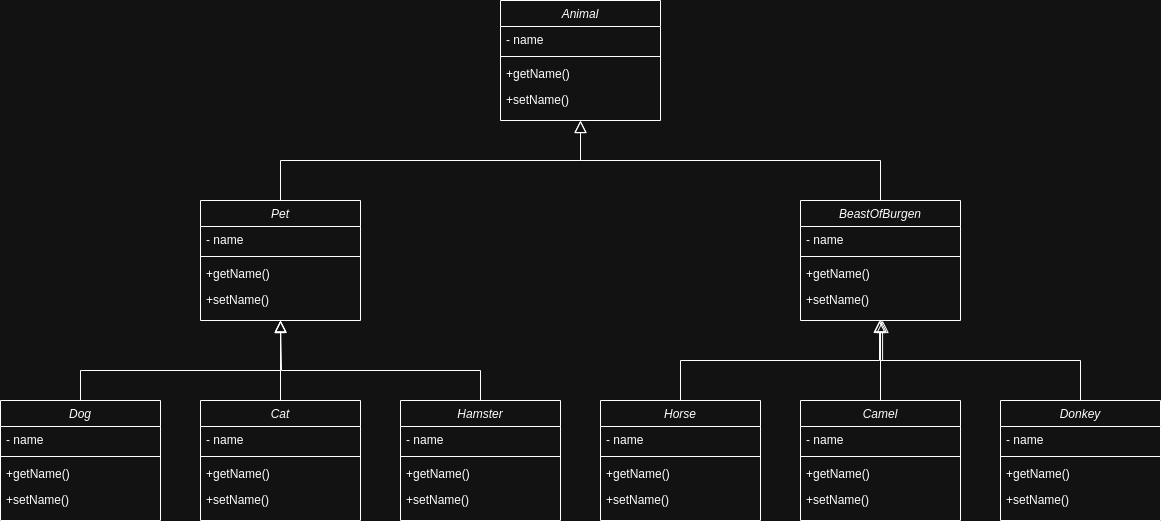 Animal
- name
+getName()
+setName()
Pet
- name
+getName()
+setName()
BeastOfBurgen
- name
+getName()
+setName()
Dog
- name
+getName()
+setName()
Cat
- name
+getName()
+setName()
Hamster
- name
+getName()
+setName()
Horse
- name
+getName()
+setName()
Camel
- name
+getName()
+setName()
Donkey
- name
+getName()
+setName()